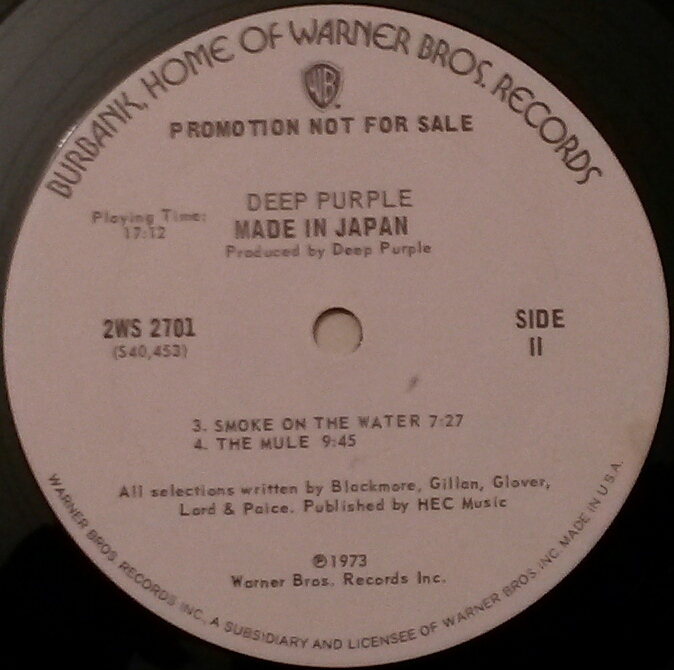 BURBANK, HOME OF WARNER BROS. RECORDS
WB
PROMOTION NOT FOR SALE
DEEP PURPLE
Playing Time:
17:12
MADE IN JAPAN
Produced by Deep Purple
2WS 2701
(S40,453)
SIDE
II
3. SMOKE ON THE WATER 7:27
4. THE MULE 9:45
All selections written by Blackmore, Gillan, Glover,
Lord & Paice. Published by HEC Music
℗1973
Warner Bros. Records Inc.
WARNER BROS. RECORDS INC., A SUBSIDIARY AND LICENSEE OF WARNER BROS. INC. MADE IN U.S.A.